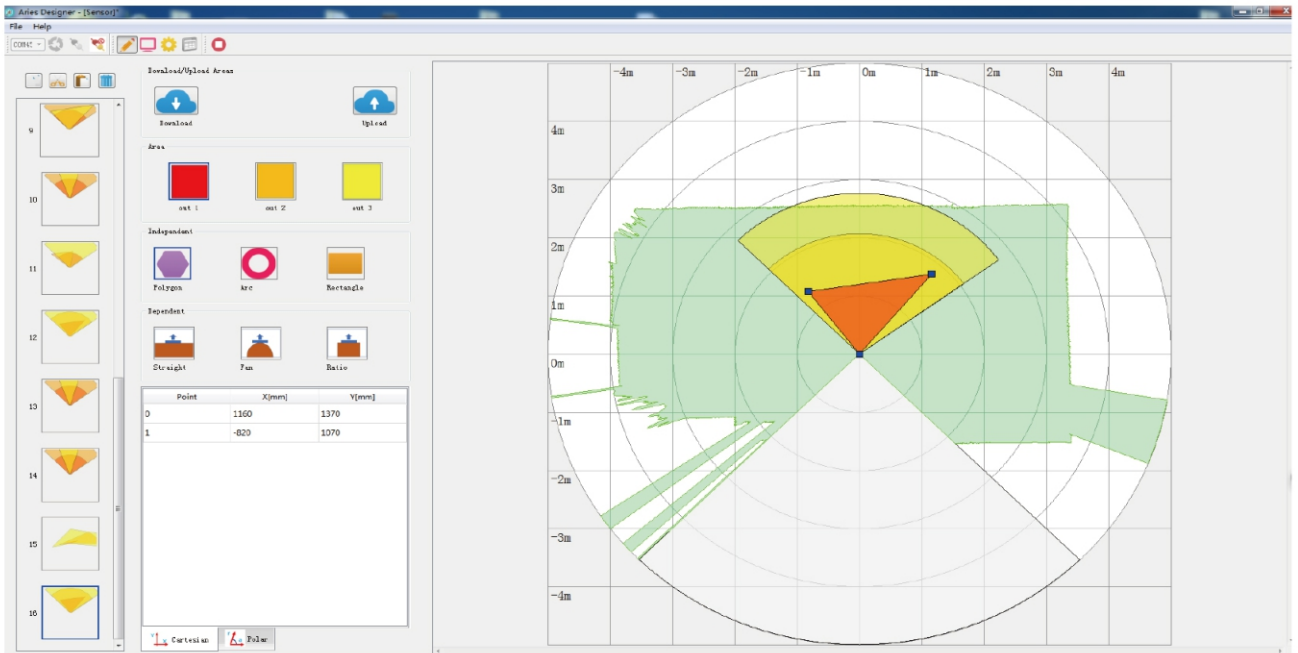 Aries Designer - [Sensor]*
File Help
Download/Upload Areas
Download Upload
Area
out 1 out 2 out 3
Independent
Polygon Arc Rectangle
Dependent
Straight Fan Ratio
Point X[mm] Y[mm]
0 1160 1370
1 -820 1070
Cartesian Polar
9
10
11
12
13
14
15
16
-4m -3m -2m -1m 0m 1m 2m 3m 4m
4m
3m
2m
1m
0m
-1m
-2m
-3m
-4m